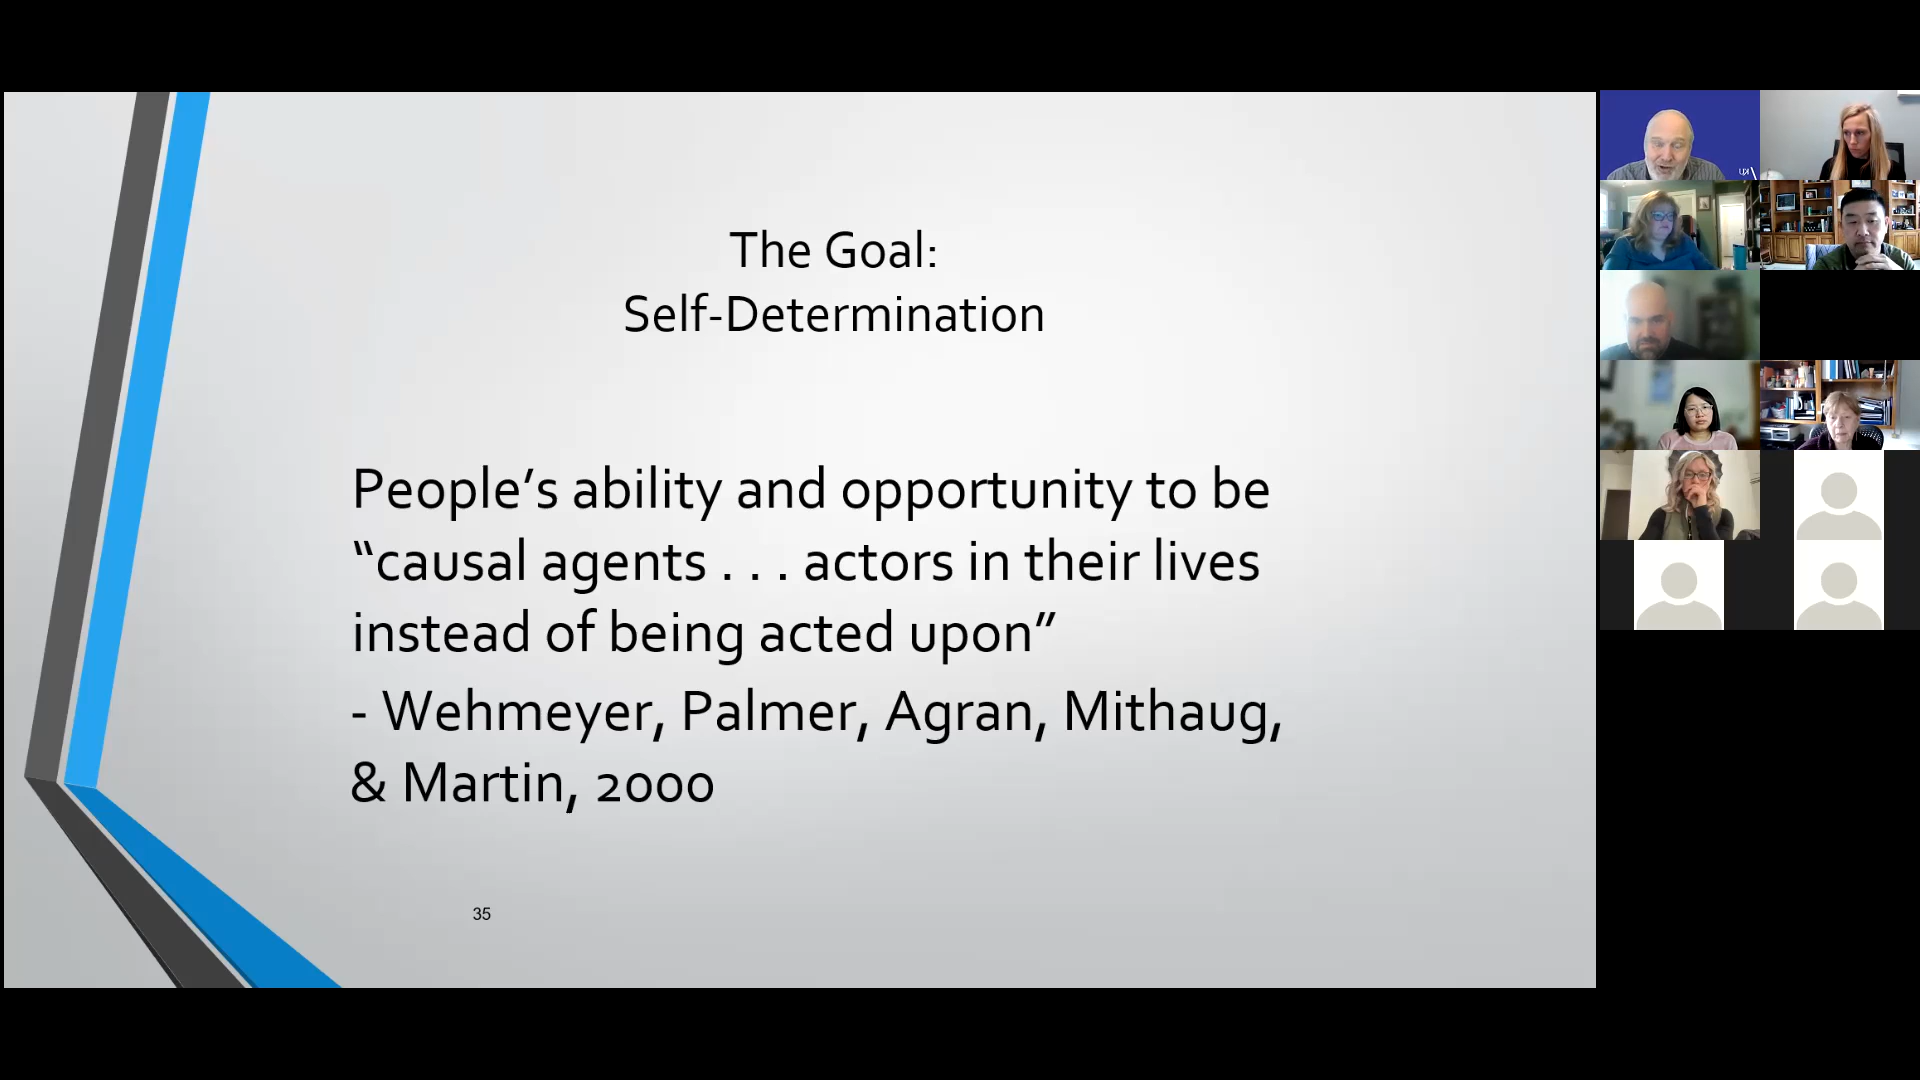 The Goal:
Self-Determination
People’s ability and opportunity to be
“causal agents . . . actors in their lives
instead of being acted upon”
- Wehmeyer, Palmer, Agran, Mithaug,
& Martin, 2000
35